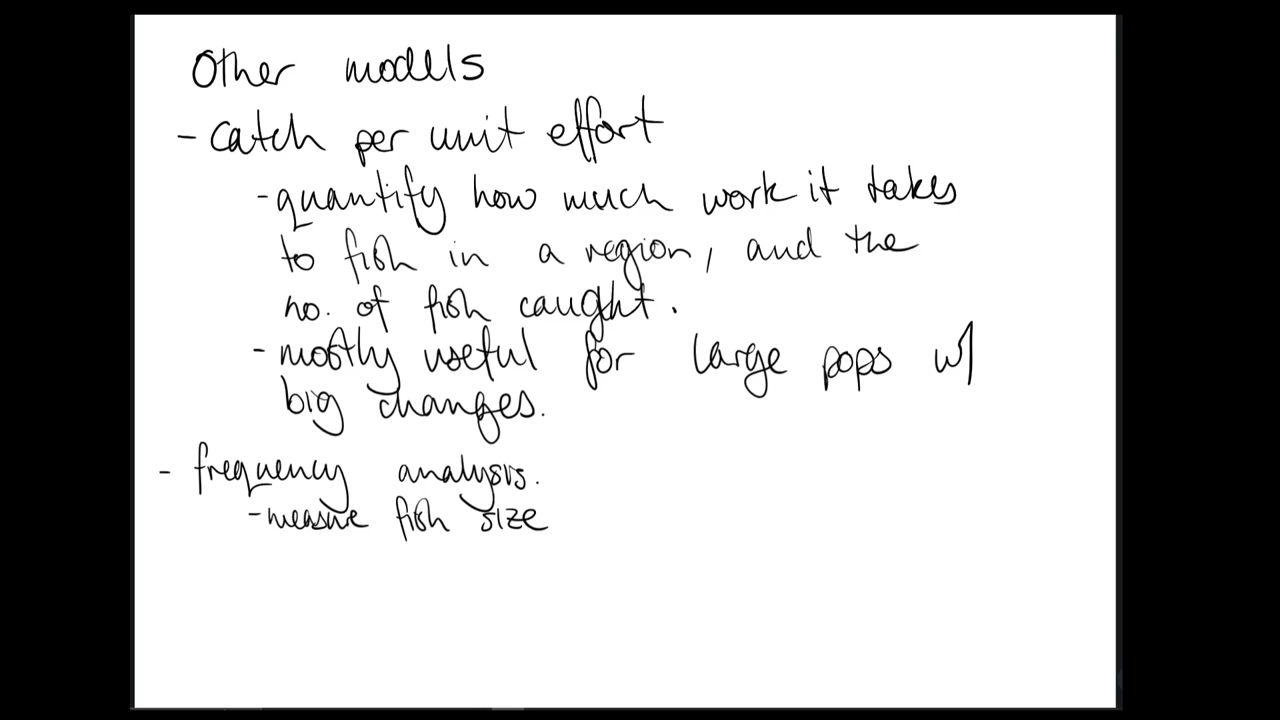 Other models
- catch per unit effort
- quantify how much work it takes
to fish in a region, and the
no. of fish caught.
- mostly useful for large pops w/
big changes.
- frequency analysis.
- measure fish size